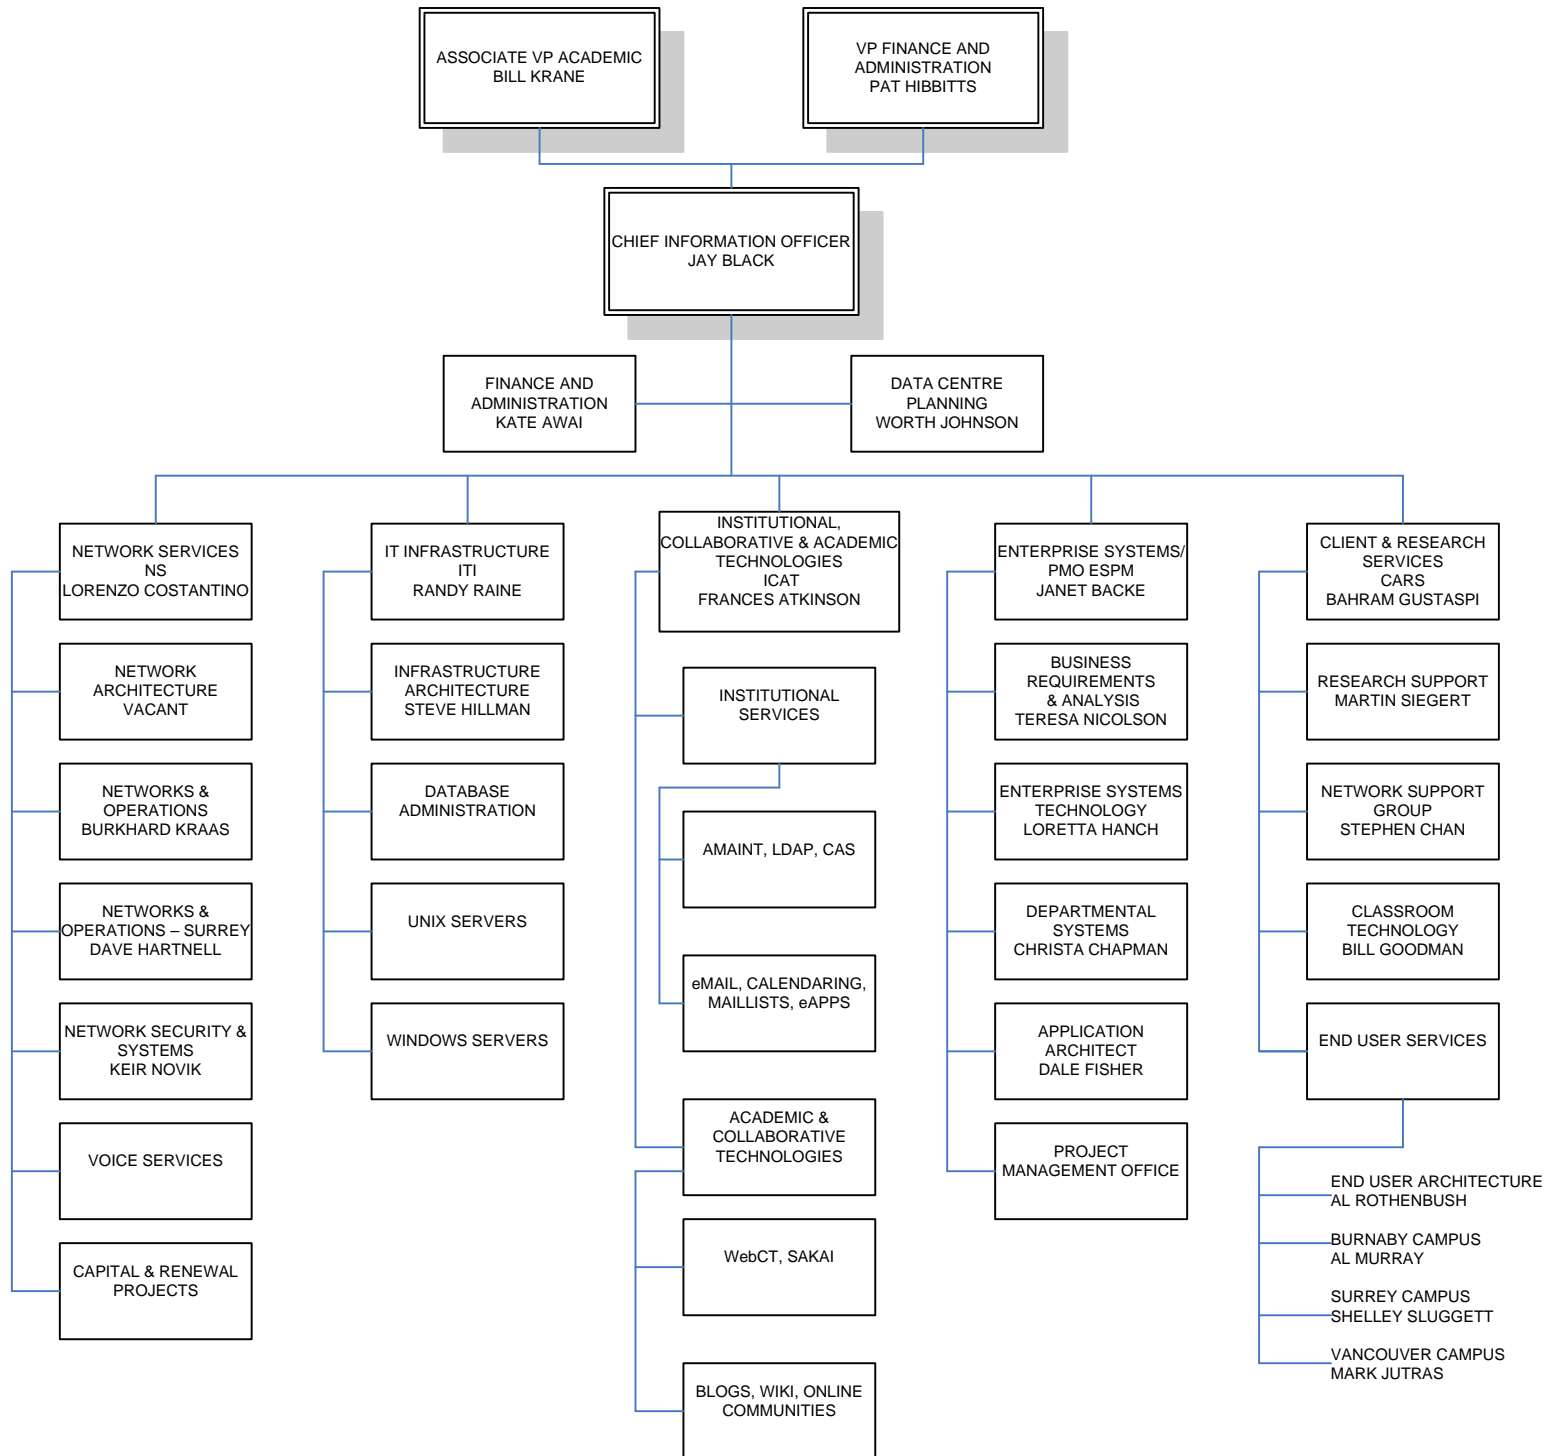 ASSOCIATE VP ACADEMIC
BILL KRANE
VP FINANCE AND
ADMINISTRATION
PAT HIBBITTS
CHIEF INFORMATION OFFICER
JAY BLACK
FINANCE AND
ADMINISTRATION
KATE AWAI
DATA CENTRE
PLANNING
WORTH JOHNSON
NETWORK SERVICES
NS
LORENZO COSTANTINO
NETWORK
ARCHITECTURE
VACANT
NETWORKS &
OPERATIONS
BURKHARD KRAAS
NETWORKS &
OPERATIONS – SURREY
DAVE HARTNELL
NETWORK SECURITY &
SYSTEMS
KEIR NOVIK
VOICE SERVICES
CAPITAL & RENEWAL
PROJECTS
IT INFRASTRUCTURE
ITI
RANDY RAINE
INFRASTRUCTURE
ARCHITECTURE
STEVE HILLMAN
DATABASE
ADMINISTRATION
UNIX SERVERS
WINDOWS SERVERS
INSTITUTIONAL,
COLLABORATIVE & ACADEMIC
TECHNOLOGIES
ICAT
FRANCES ATKINSON
INSTITUTIONAL
SERVICES
AMAINT, LDAP, CAS
eMAIL, CALENDARING,
MAILLISTS, eAPPS
ACADEMIC &
COLLABORATIVE
TECHNOLOGIES
WebCT, SAKAI
BLOGS, WIKI, ONLINE
COMMUNITIES
ENTERPRISE SYSTEMS/
PMO ESPM
JANET BACKE
BUSINESS
REQUIREMENTS
& ANALYSIS
TERESA NICOLSON
ENTERPRISE SYSTEMS
TECHNOLOGY
LORETTA HANCH
DEPARTMENTAL
SYSTEMS
CHRISTA CHAPMAN
APPLICATION
ARCHITECT
DALE FISHER
PROJECT
MANAGEMENT OFFICE
CLIENT & RESEARCH
SERVICES
CARS
BAHRAM GUSTASPI
RESEARCH SUPPORT
MARTIN SIEGERT
NETWORK SUPPORT
GROUP
STEPHEN CHAN
CLASSROOM
TECHNOLOGY
BILL GOODMAN
END USER SERVICES
END USER ARCHITECTURE
AL ROTHENBUSH
BURNABY CAMPUS
AL MURRAY
SURREY CAMPUS
SHELLEY SLUGGETT
VANCOUVER CAMPUS
MARK JUTRAS